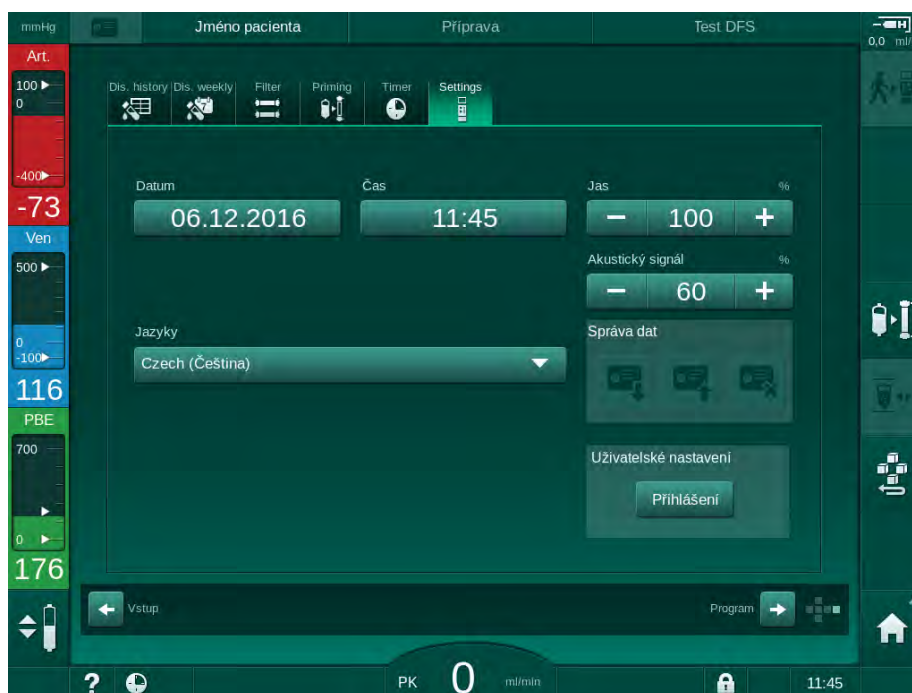 mmHg
Jméno pacienta
Příprava
Test DFS
H
0,0 ml/
Art.
100
0
-400
-73
Ven
500
0
-100
116
PBE
700
0
176
Dis. history
Dis. weekly
Filter
Priming
Timer
Settings
7
Datum
06.12.2016
Čas
11:45
Jas
%
− 100 +
Akustický signál
%
− 60 +
Jazyky
Czech (Čeština)
Správa dat
Uživatelské nastavení
Přihlášení
Vstup
Program
?
PK 0 ml/min
11:45